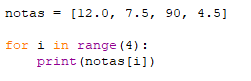 notas = [12.0, 7.5, 90, 4.5]
for i in range(4):
    print(notas[i])